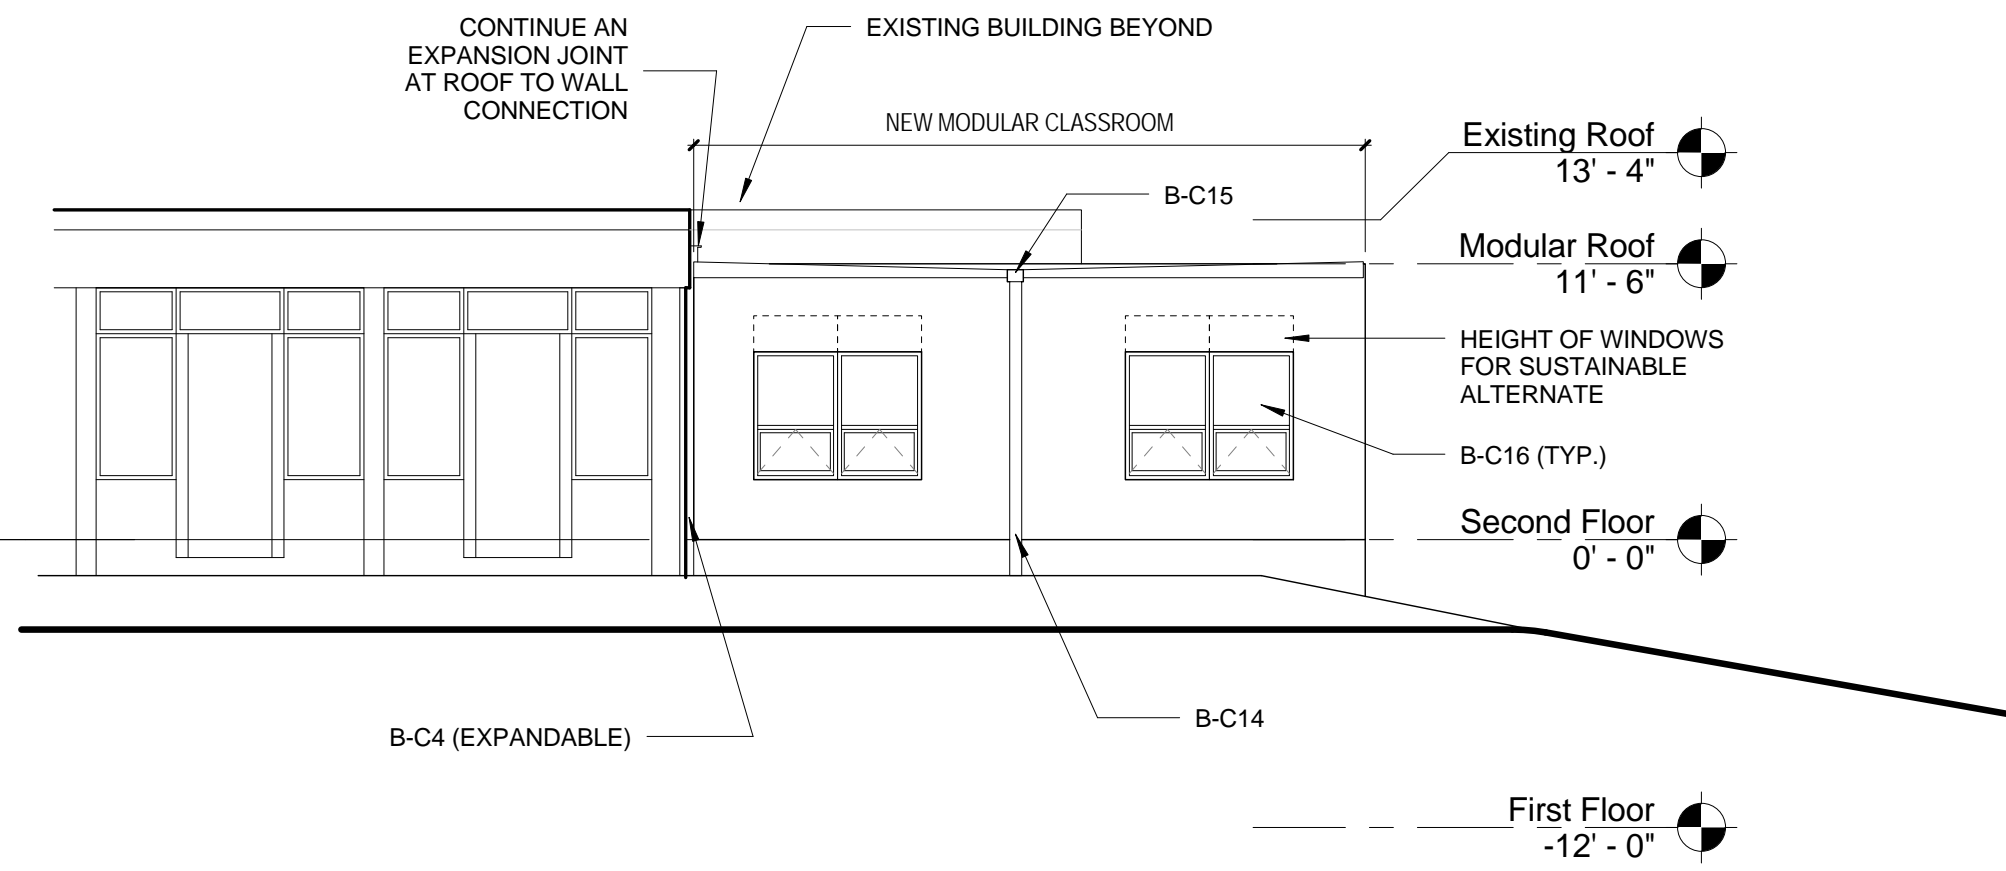 CONTINUE AN
EXPANSION JOINT
AT ROOF TO WALL
CONNECTION
EXISTING BUILDING BEYOND
NEW MODULAR CLASSROOM
Existing Roof
13' - 4"
B-C15
Modular Roof
11' - 6"
HEIGHT OF WINDOWS
FOR SUSTAINABLE
ALTERNATE
B-C16 (TYP.)
Second Floor
0' - 0"
B-C14
B-C4 (EXPANDABLE)
First Floor
-12' - 0"